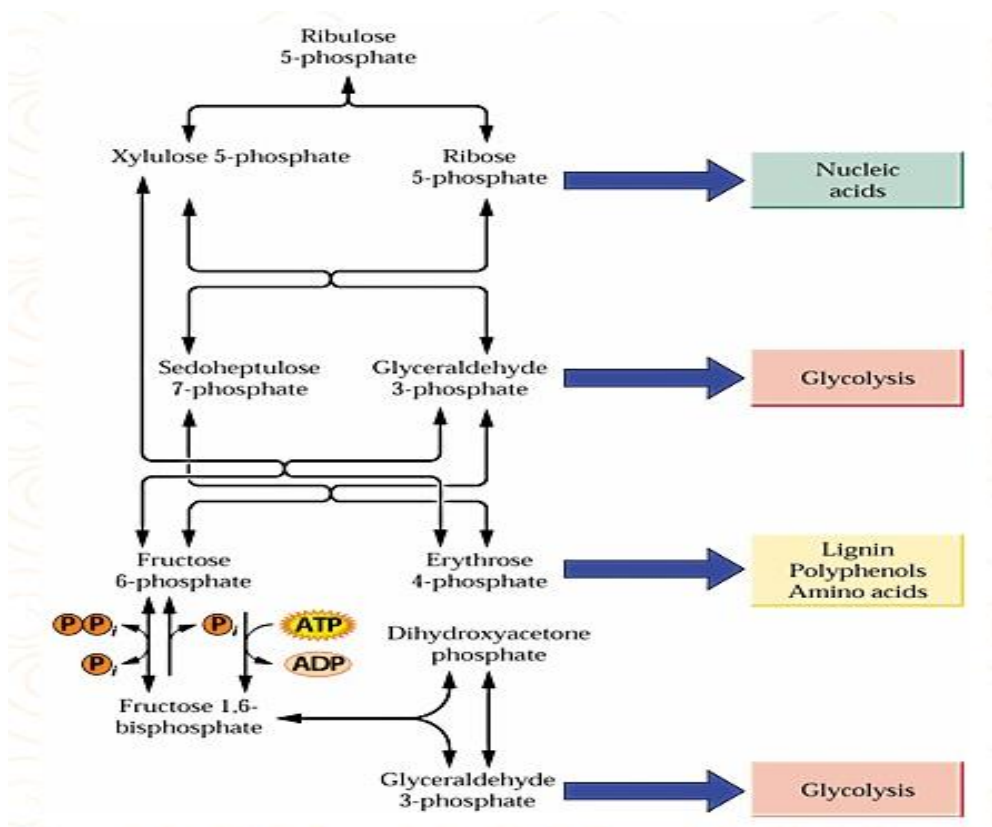 Ribulose
5-phosphate
Xylulose 5-phosphate
Ribose
5-phosphate
Nucleic
acids
Sedoheptulose
7-phosphate
Glyceraldehyde
3-phosphate
Glycolysis
Fructose
6-phosphate
Erythrose
4-phosphate
Lignin
Polyphenols
Amino acids
P P i
P i
P i
ATP
ADP
Dihydroxyacetone
phosphate
Fructose 1,6-
bisphosphate
Glyceraldehyde
3-phosphate
Glycolysis